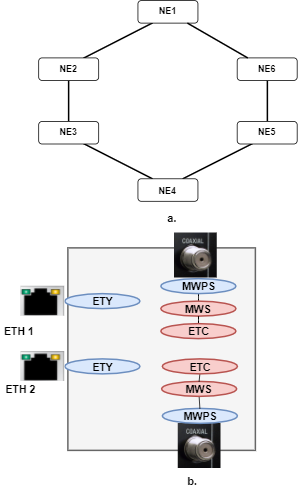 NE1
NE2
NE6
NE3
NE5
NE4
a.
COAXIAL
MWPS
ETY
MWS
ETH 1
ETC
ETY
ETC
ETH 2
MWS
MWPS
COAXIAL
b.